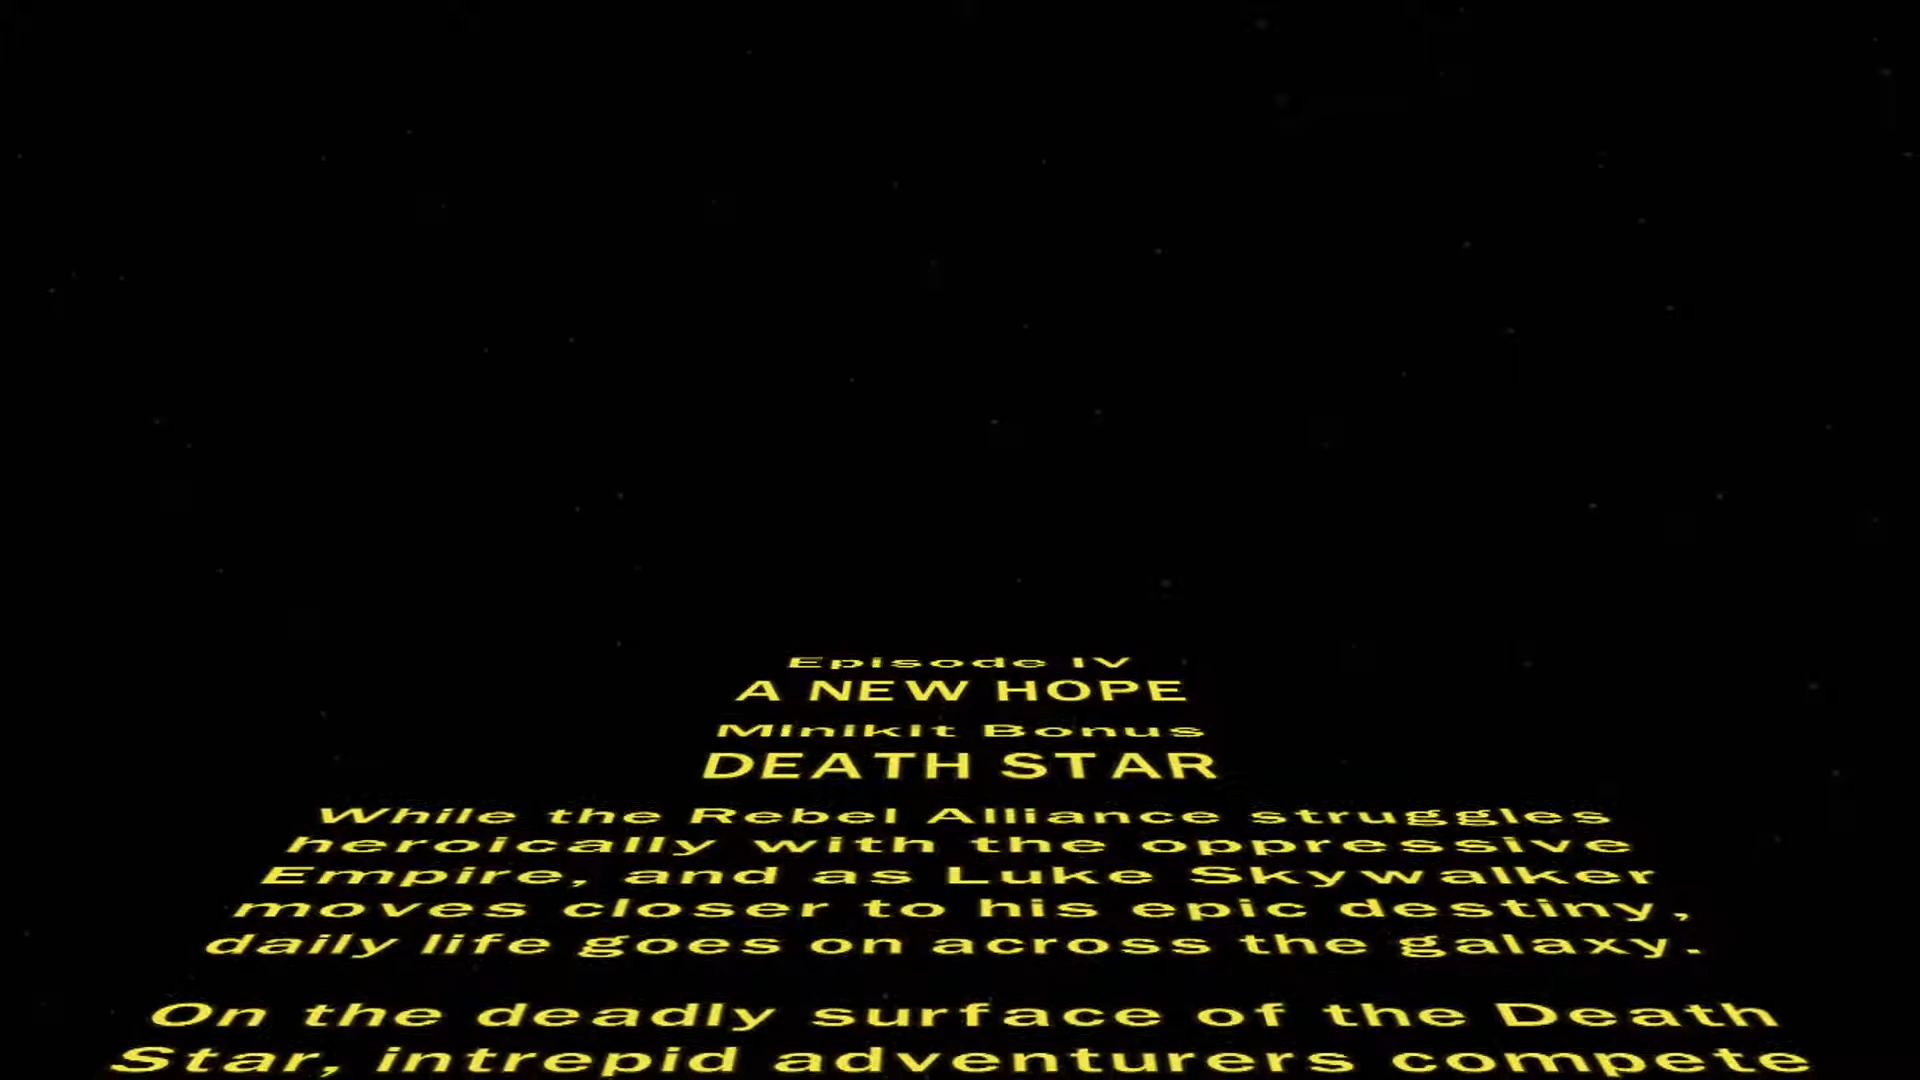 Episode IV
A NEW HOPE
Minikit Bonus
DEATH STAR
While the Rebel Alliance struggles
heroically with the oppressive
Empire, and as Luke Skywalker
moves closer to his epic destiny,
daily life goes on across the galaxy.
On the deadly surface of the Death
Star, intrepid adventurers compete